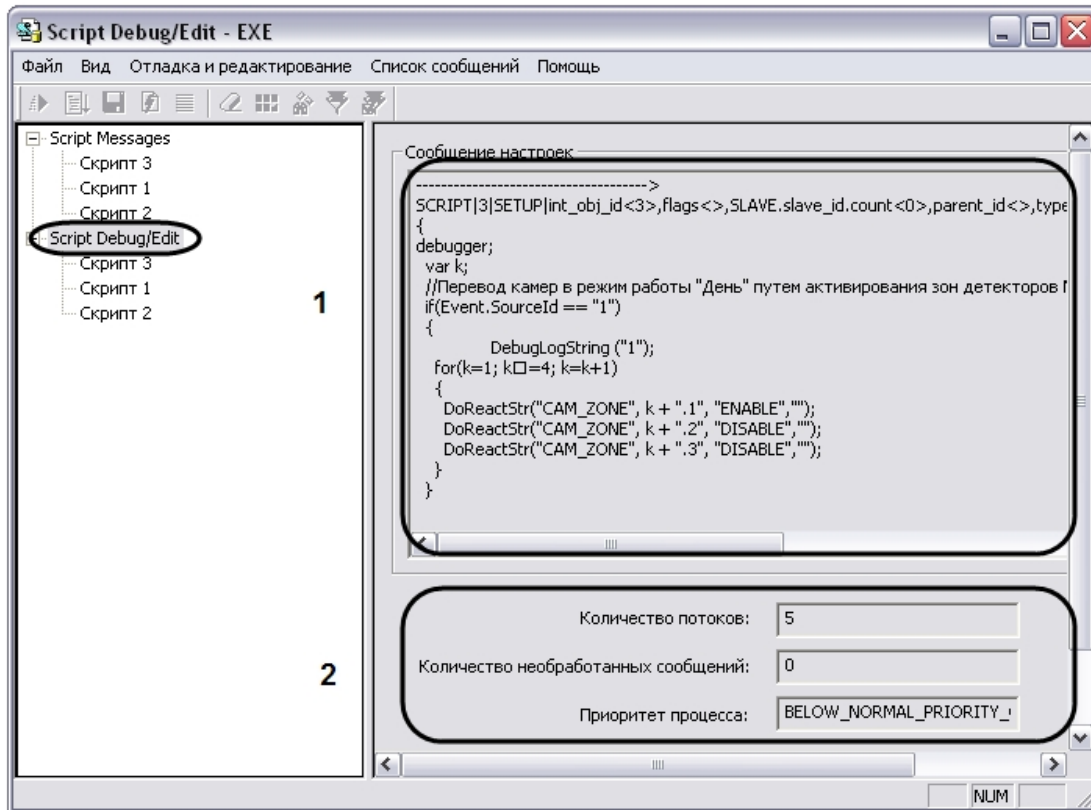 Script Debug/Edit - EXE
Файл Вид Отладка и редактирование Список сообщений Помощь
Script Messages
Скрипт 3
Скрипт 1
Скрипт 2
Script Debug/Edit
Скрипт 3
Скрипт 1
Скрипт 2
1
2
Сообщение настроек
------------------------------------->
SCRIPT|3|SETUP|int_obj_id<3>,flags<>,SLAVE.slave_id.count<0>,parent_id<>,type
{
debugger;
var k;
//Перевод камер в режим работы "День" путем активирования зон детекторов
if(Event.SourceId == "1")
{
DebugLogString ("1");
for(k=1; k□=4; k=k+1)
{
DoReactStr("CAM_ZONE", k + ".1", "ENABLE","");
DoReactStr("CAM_ZONE", k + ".2", "DISABLE","");
DoReactStr("CAM_ZONE", k + ".3", "DISABLE","");
}
}
Количество потоков: 5
Количество необработанных сообщений: 0
Приоритет процесса: BELOW_NORMAL_PRIORITY_
NUM